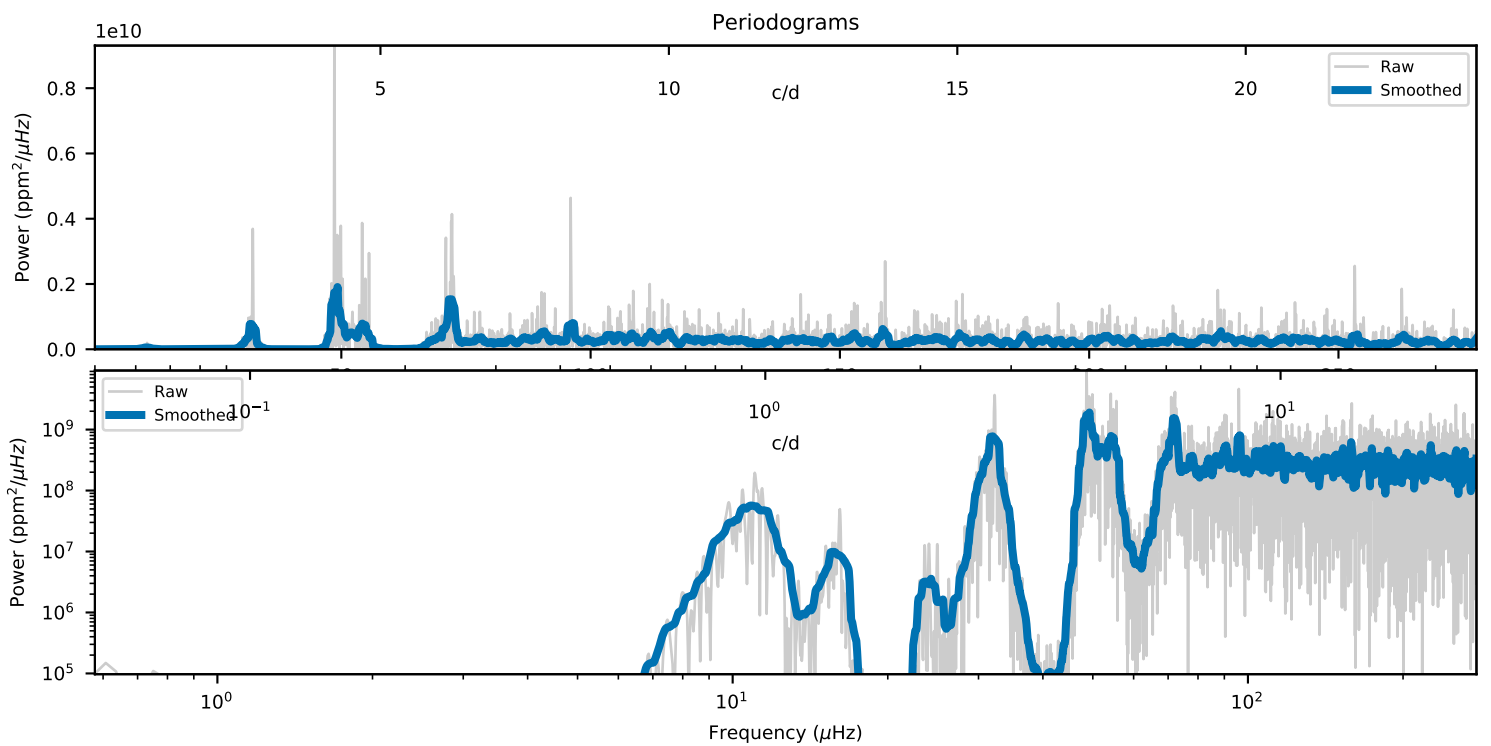 Periodograms
1e10
Power (ppm²/μHz)
0.8
0.6
0.4
0.2
0.0
5
10
15
20
c/d
Raw
Smoothed
Raw
Smoothed
10⁻¹
10⁰
10¹
c/d
Power (ppm²/μHz)
10⁹
10⁸
10⁷
10⁶
10⁵
10⁰
10¹
10²
Frequency (μHz)